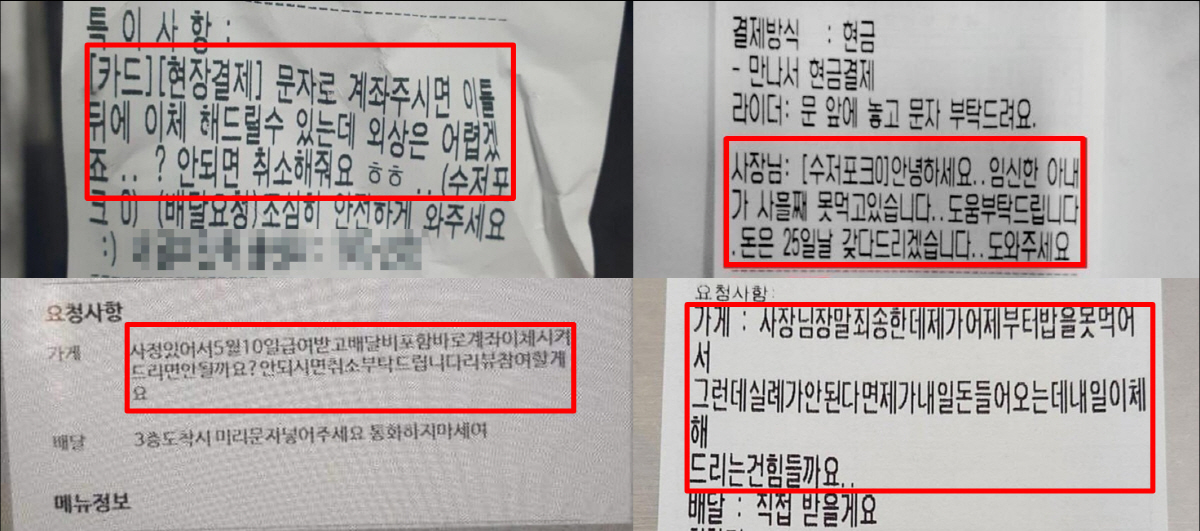 특이사항 :
[카드][현장결제] 문자로 계좌주시면 이틀
뒤에 이체 해드릴수 있는데 외상은 어렵겠
죠 . . ? 안되면 취소해줘요 ㅎㅎ . . (수저포
크 0) (배달요청)조심히 안전하게 와주세요
:)
결제방식 : 현금
- 만나서 현금결제
라이더: 문 앞에 놓고 문자 부탁드려요.
사장님: [수저포크0]안녕하세요..임신한 아내
가 사흘째 못먹고있습니다..도움부탁드립니다
.돈은 25일날 갖다드리겠습니다..도와주세요
요청사항
가게 사정있어서5월10일급여받고배달비포함바로계좌이체시켜
드리면안될까요?안되시면취소부탁드립니다리뷰참여할게
요
배달 3층도착시 미리문자넣어주세요 통화하지마세여
메뉴정보
요청사항:
가게 : 사장님장말죄송한데제가어제부터밥을못먹어
서
그런데실례가안된다면제가내일돈들어오는데내일이체
해
드리는건힘들까요..
배달 : 직접 받을게요